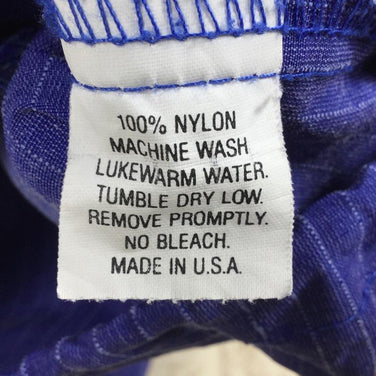 100% NYLON
MACHINE WASH
LUKEWARM WATER.
TUMBLE DRY LOW.
REMOVE PROMPTLY.
NO BLEACH.
MADE IN U.S.A.